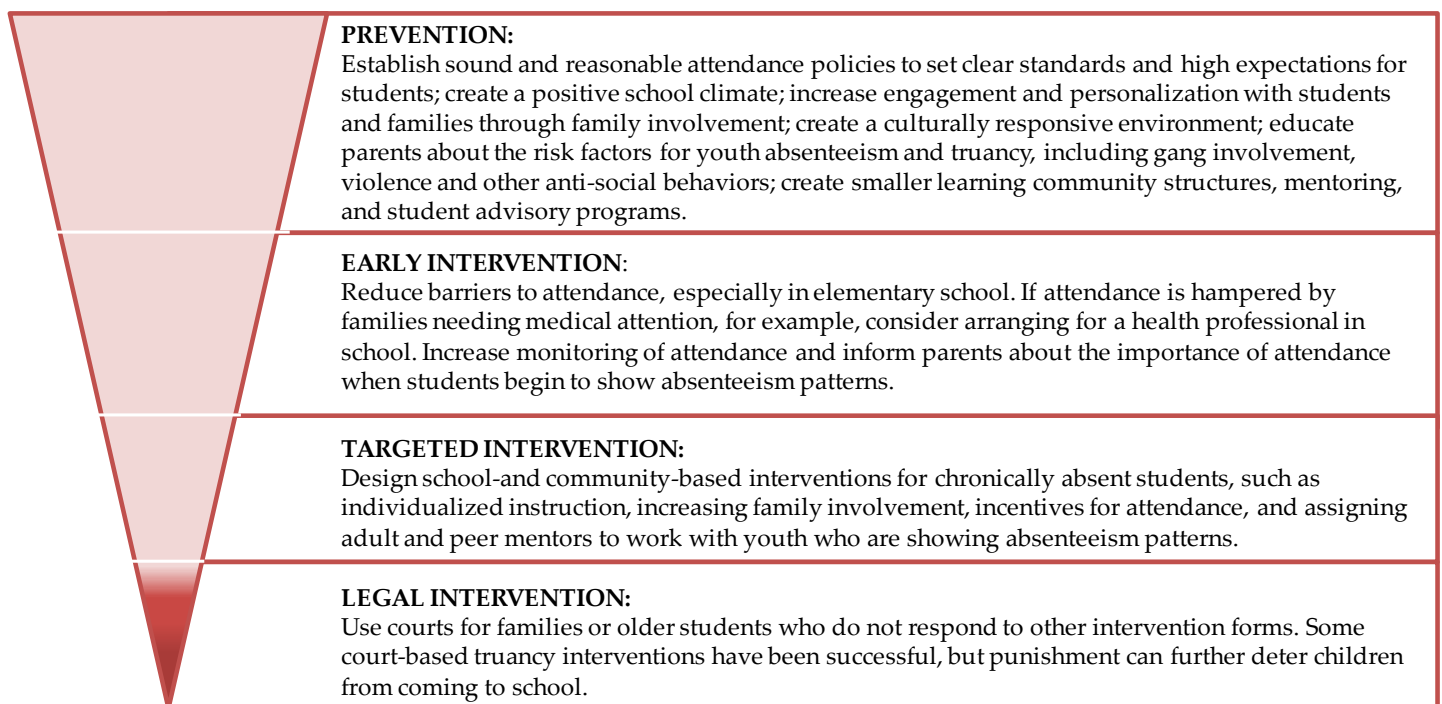 PREVENTION:
Establish sound and reasonable attendance policies to set clear standards and high expectations for
students; create a positive school climate; increase engagement and personalization with students
and families through family involvement; create a culturally responsive environment; educate
parents about the risk factors for youth absenteeism and truancy, including gang involvement,
violence and other anti-social behaviors; create smaller learning community structures, mentoring,
and student advisory programs.
EARLY INTERVENTION:
Reduce barriers to attendance, especially in elementary school. If attendance is hampered by
families needing medical attention, for example, consider arranging for a health professional in
school. Increase monitoring of attendance and inform parents about the importance of attendance
when students begin to show absenteeism patterns.
TARGETED INTERVENTION:
Design school-and community-based interventions for chronically absent students, such as
individualized instruction, increasing family involvement, incentives for attendance, and assigning
adult and peer mentors to work with youth who are showing absenteeism patterns.
LEGAL INTERVENTION:
Use courts for families or older students who do not respond to other intervention forms. Some
court-based truancy interventions have been successful, but punishment can further deter children
from coming to school.